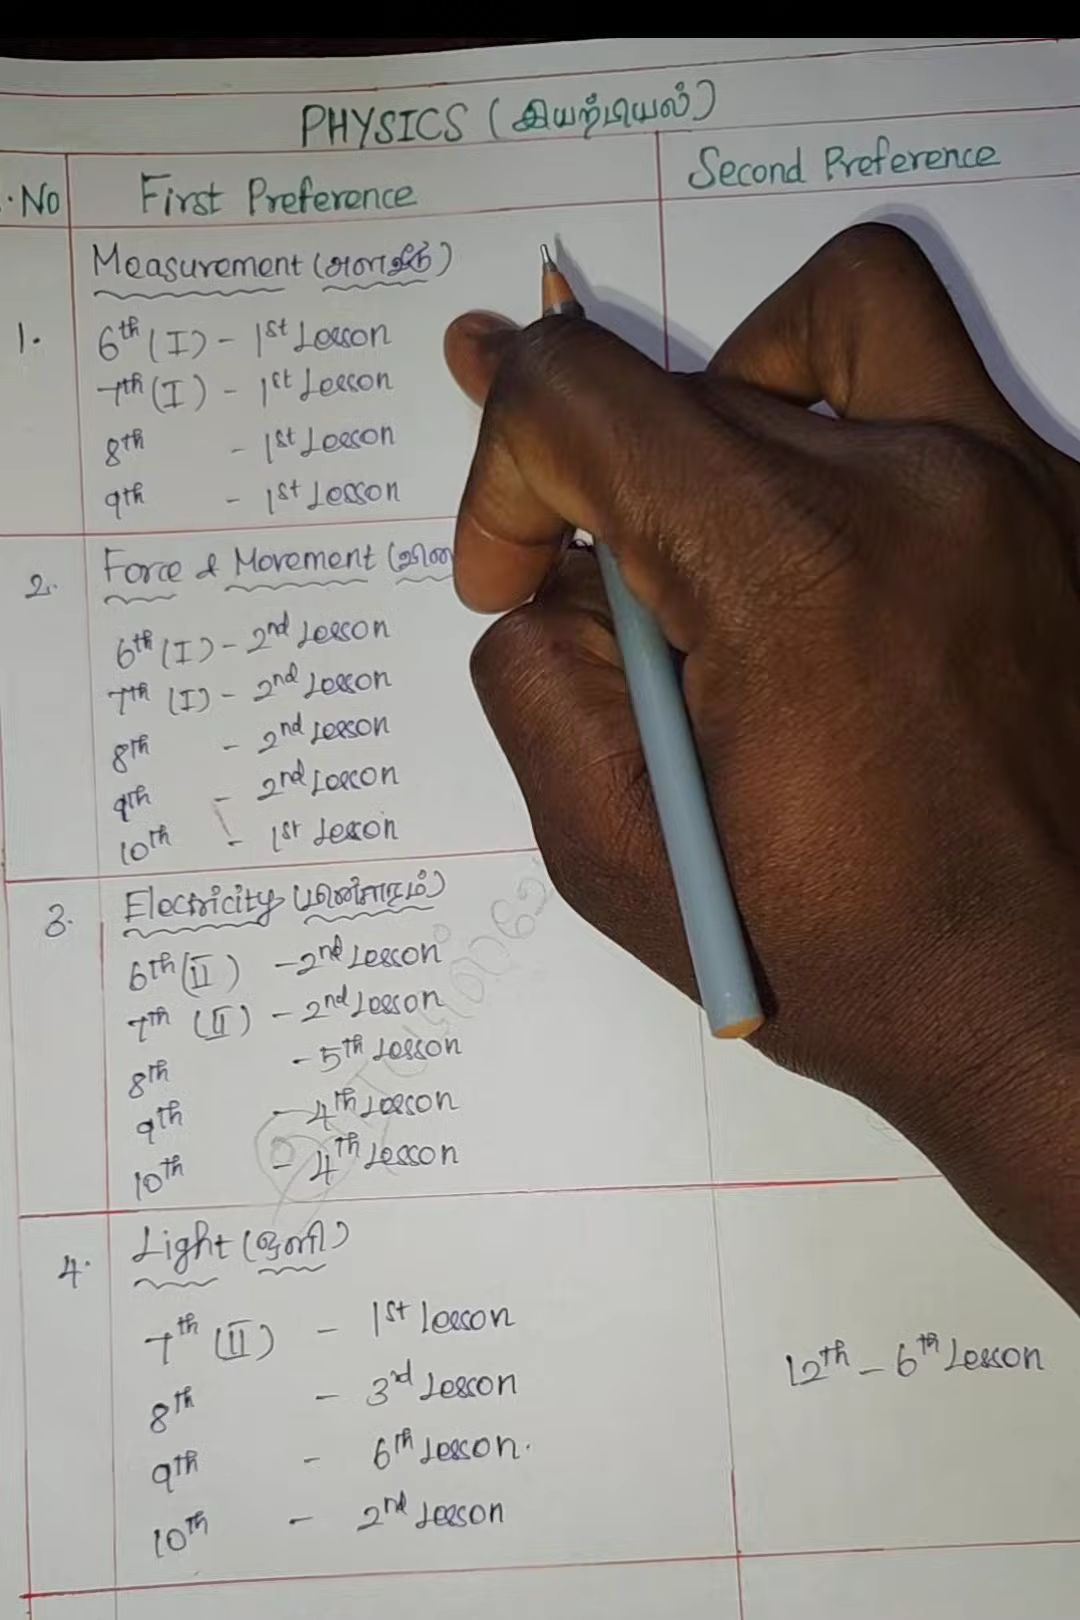 PHYSICS (இயற்பியல்)
.No First Preference Second Preference
Measurement (அளவீடு)
1. 6th (I) - 1st Lesson
7th (I) - 1st Lesson
8th - 1st Lesson
9th - 1st Lesson
2. Force & Movement
6th (I) - 2nd Lesson
7th (I) - 2nd Lesson
8th - 2nd Lesson
9th - 2nd Lesson
10th - 1st Lesson
3. Electricity (மின்சாரம்)
6th (II) - 2nd Lesson
7th (II) - 2nd Lesson
8th - 5th Lesson
9th - 4th Lesson
10th - 4th Lesson
4. Light (ஒளி)
7th (II) - 1st lesson
8th - 3rd Lesson 12th - 6th Lesson
9th - 6th Lesson.
10th - 2nd Lesson